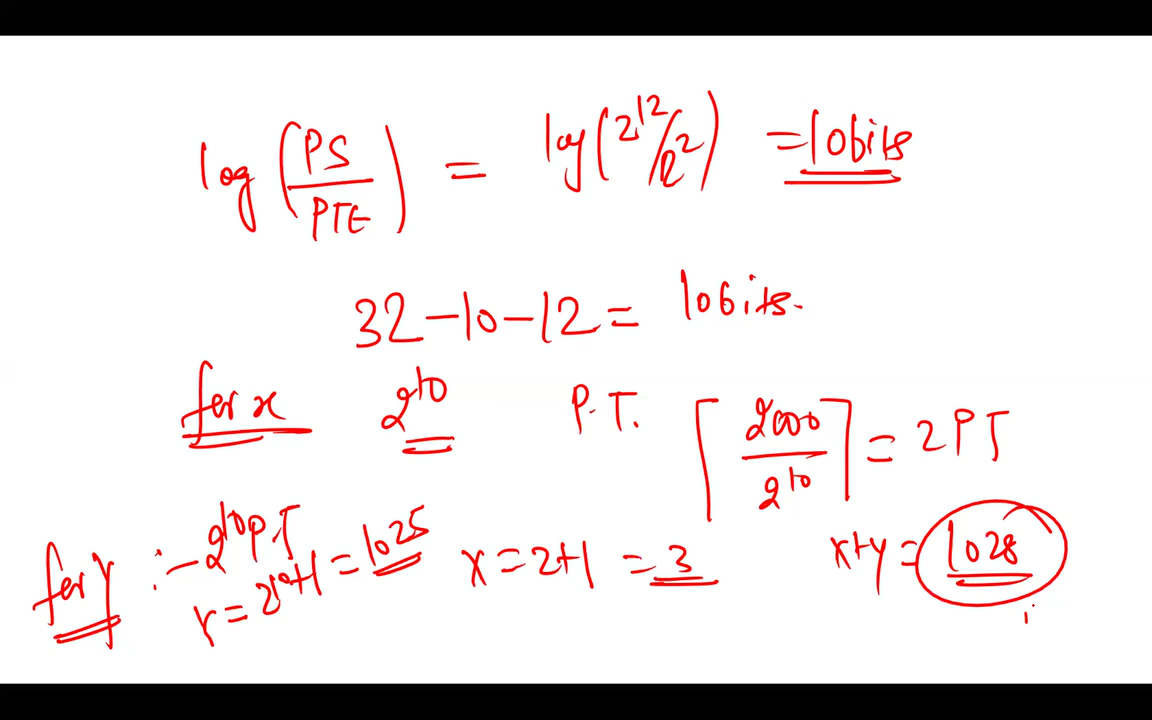 log(PS/PTE) = log(2^12/2^2) = 10bits
32-10-12 = 10bits.
for x 2^10 P.T. ⌈2000/2^10⌉ = 2PT
for Y :- 2^10 P.T
Y = 2^10+1 = 1025 x = 2+1 = 3 x+y = 1028